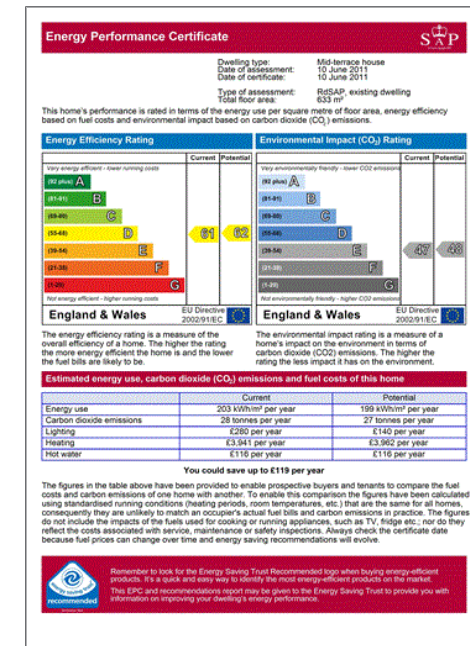 Energy Performance Certificate
SAP
Dwelling type: Mid-terrace house
Date of assessment: 10 June 2011
Date of certificate: 10 June 2011
Type of assessment: RdSAP, existing dwelling
Total floor area: 633 m²
This home's performance is rated in terms of the energy use per square metre of floor area, energy efficiency
based on fuel costs and environmental impact based on carbon dioxide (CO₂) emissions.
Energy Efficiency Rating
Current Potential
Very energy efficient - lower running costs
(92 plus) A
(81-91) B
(69-80) C
(55-68) D
(39-54) E
(21-38) F
(1-20) G
61 62
Not energy efficient - higher running costs
England & Wales
EU Directive
2002/91/EC
The energy efficiency rating is a measure of the
overall efficiency of a home. The higher the rating
the more energy efficient the home is and the lower
the fuel bills are likely to be.
Environmental Impact (CO₂) Rating
Current Potential
Very environmentally friendly - lower CO2 emissions
(92 plus) A
(81-91) B
(69-80) C
(55-68) D
(39-54) E
(21-38) F
(1-20) G
47 48
Not environmentally friendly - higher CO2 emissions
England & Wales
EU Directive
2002/91/EC
The environmental impact rating is a measure of a
home's impact on the environment in terms of
carbon dioxide (CO2) emissions. The higher the
rating the less impact it has on the environment.
Estimated energy use, carbon dioxide (CO₂) emissions and fuel costs of this home
Current Potential
Energy use 203 kWh/m² per year 199 kWh/m² per year
Carbon dioxide emissions 28 tonnes per year 27 tonnes per year
Lighting £280 per year £140 per year
Heating £3,941 per year £3,962 per year
Hot water £116 per year £116 per year
You could save up to £119 per year
The figures in the table above have been provided to enable prospective buyers and tenants to compare the fuel
costs and carbon emissions of one home with another. To enable this comparison the figures have been calculated
using standardised running conditions (heating periods, room temperatures, etc.) that are the same for all homes,
consequently they are unlikely to match an occupier's actual fuel bills and carbon emissions in practice. The figures
do not include the impacts of the fuels used for cooking or running appliances, such as TV, fridge etc.; nor do they
reflect the costs associated with service, maintenance or safety inspections. Always check the certificate date
because fuel prices can change over time and energy saving recommendations will evolve.
energy saving trust
recommended
Remember to look for the Energy Saving Trust Recommended logo when buying energy-efficient
products. It's a quick and easy way to identify the most energy-efficient products on the market.
This EPC and recommendations report may be given to the Energy Saving Trust to provide you with
information on improving your dwelling's energy performance.